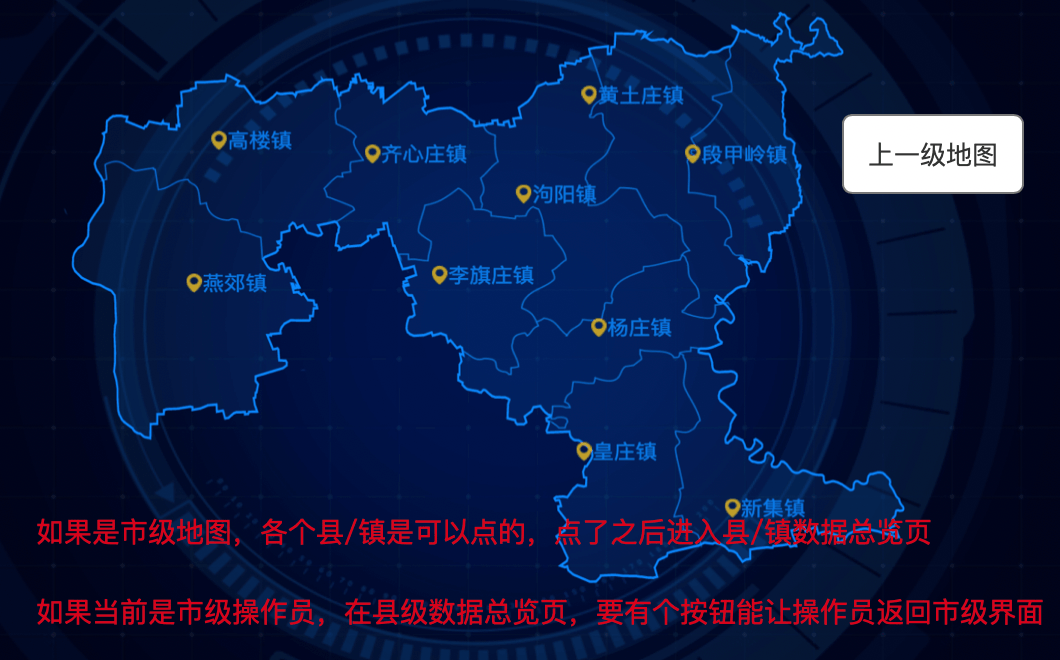 黄土庄镇
高楼镇
齐心庄镇
段甲岭镇
上一级地图
洵阳镇
李旗庄镇
燕郊镇
杨庄镇
皇庄镇
新集镇
如果是市级地图，各个县/镇是可以点的，点了之后进入县/镇数据总览页
如果当前是市级操作员，在县级数据总览页，要有个按钮能让操作员返回市级界面